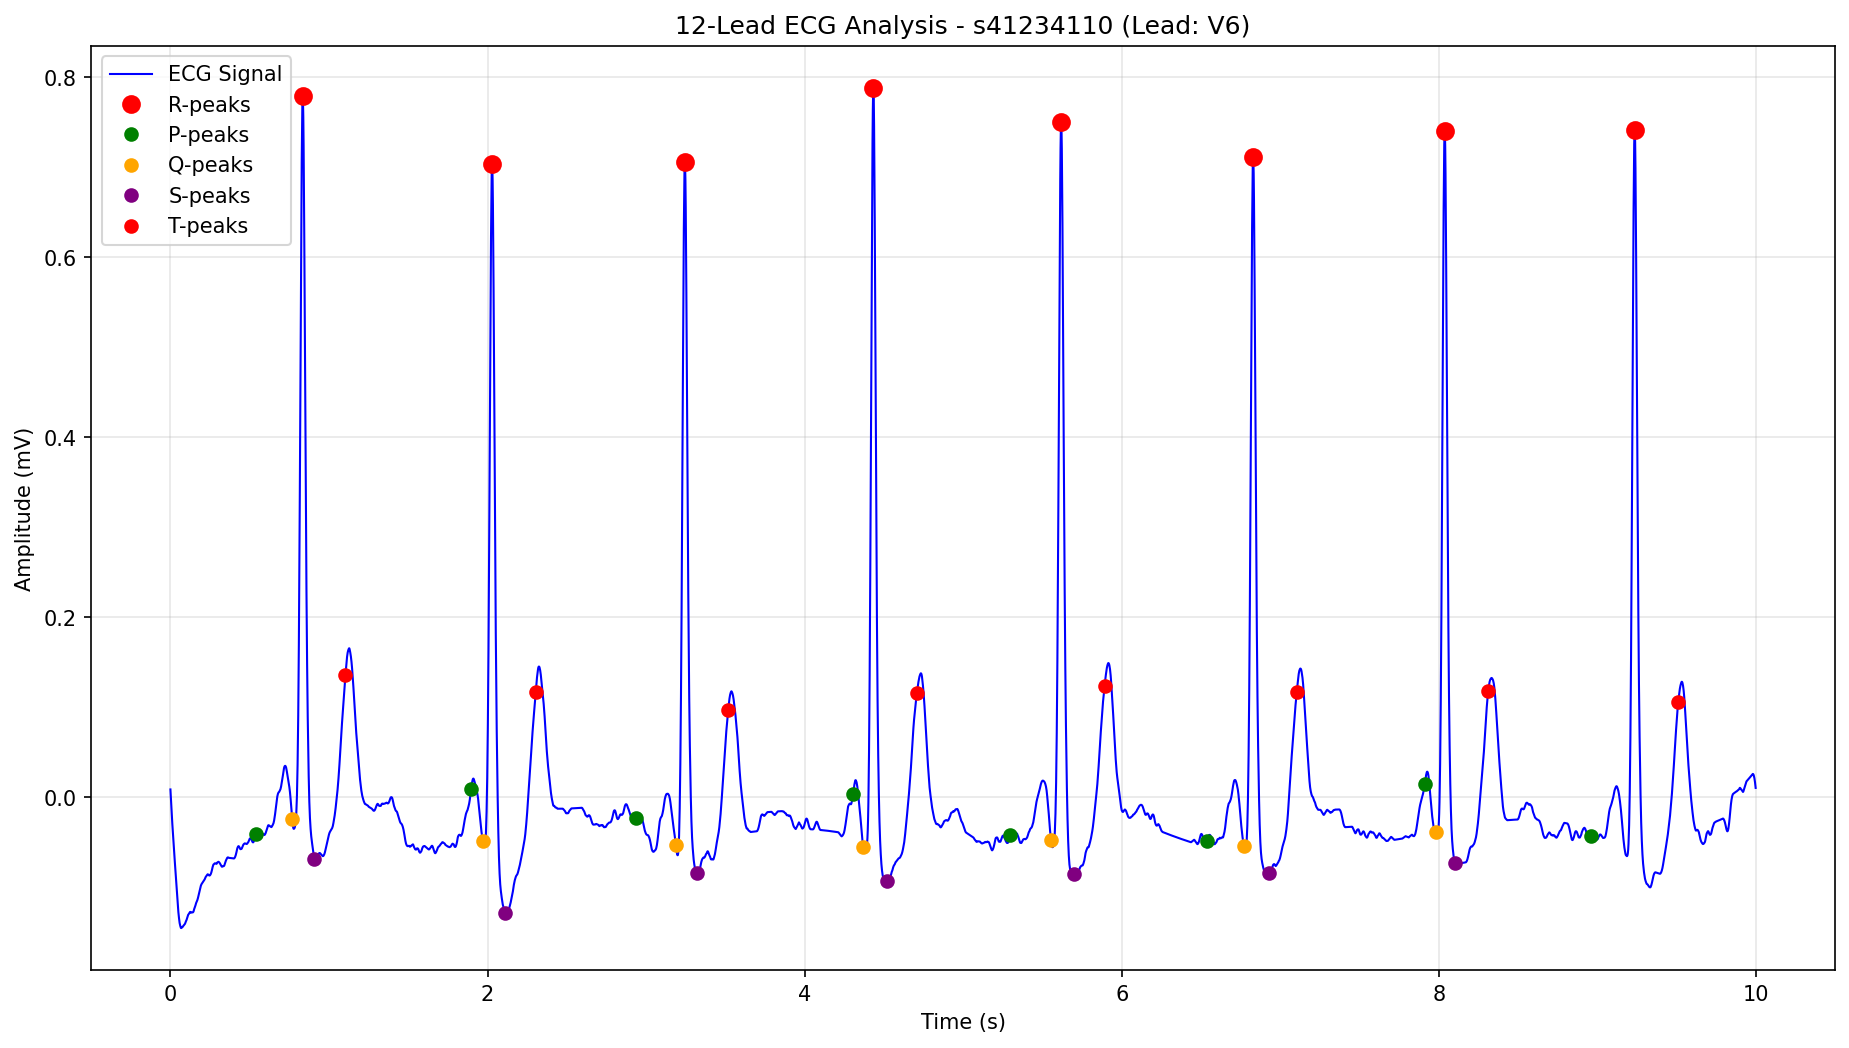 12-Lead ECG Analysis - s41234110 (Lead: V6)
ECG Signal
R-peaks
P-peaks
Q-peaks
S-peaks
T-peaks
Amplitude (mV)
0.8
0.6
0.4
0.2
0.0
0 2 4 6 8 10
Time (s)